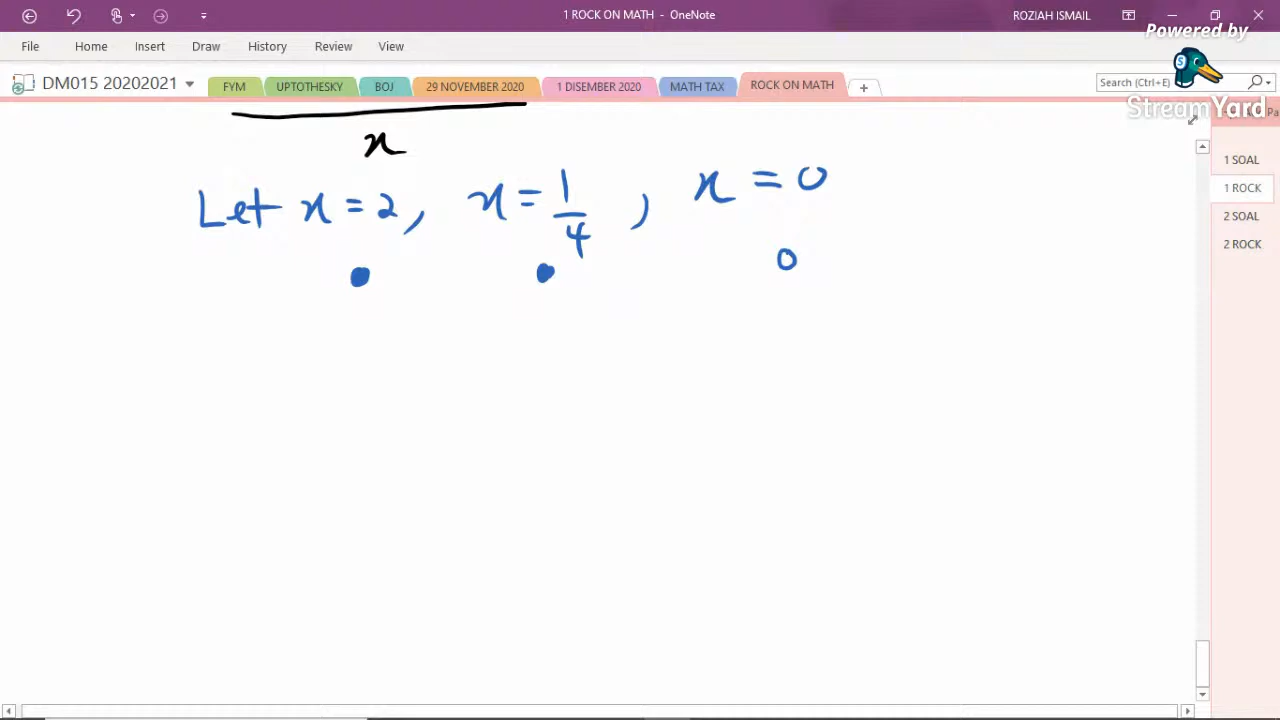 1 ROCK ON MATH - OneNote
ROZIAH ISMAIL
Powered by
StreamYard
File Home Insert Draw History Review View
DM015 20202021
FYM UPTOTHESKY BOJ 29 NOVEMBER 2020 1 DISEMBER 2020 MATH TAX ROCK ON MATH +
Search (Ctrl+E)
1 SOAL
1 ROCK
2 SOAL
2 ROCK
x
Let x = 2, x = 1/4, x = 0